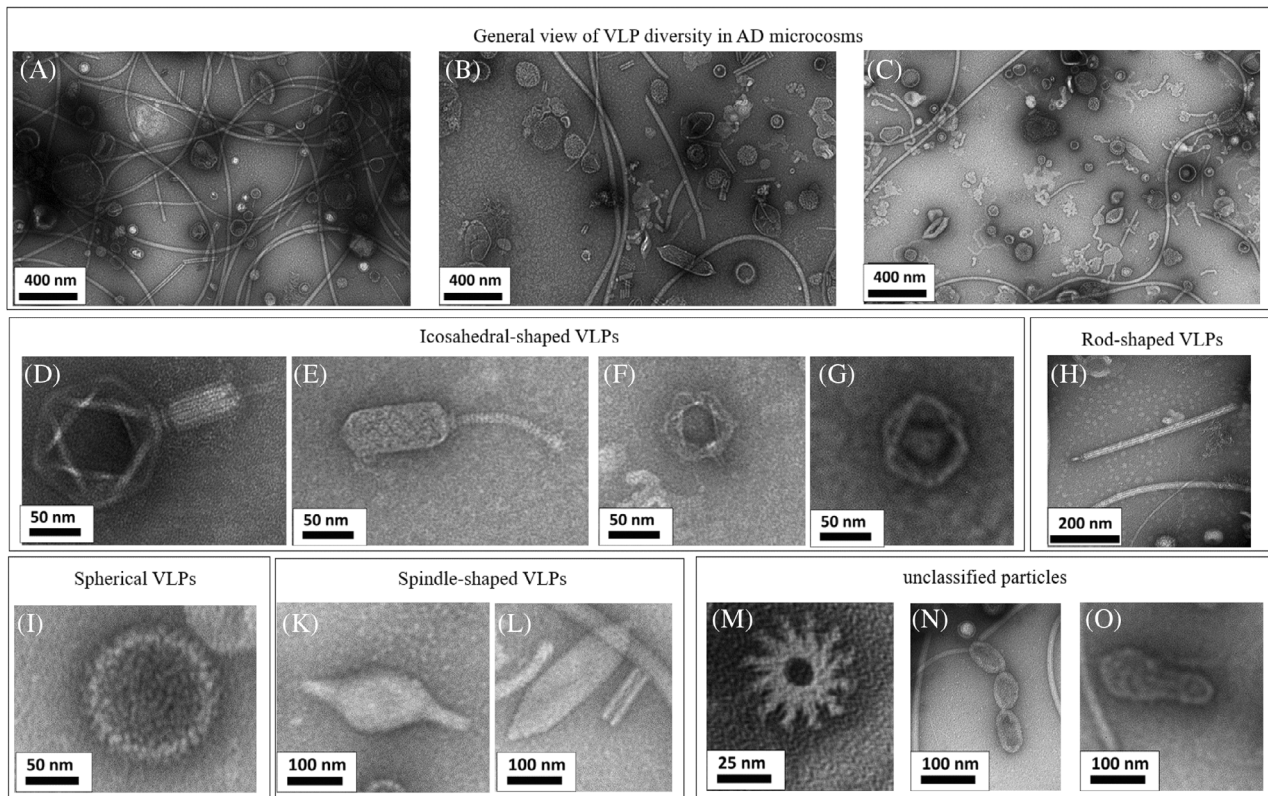 General view of VLP diversity in AD microcosms
(A)
(B)
(C)
400 nm
400 nm
400 nm
Icosahedral-shaped VLPs
Rod-shaped VLPs
(D)
(E)
(F)
(G)
(H)
50 nm
50 nm
50 nm
50 nm
200 nm
Spherical VLPs
Spindle-shaped VLPs
unclassified particles
(I)
(K)
(L)
(M)
(N)
(O)
50 nm
100 nm
100 nm
25 nm
100 nm
100 nm